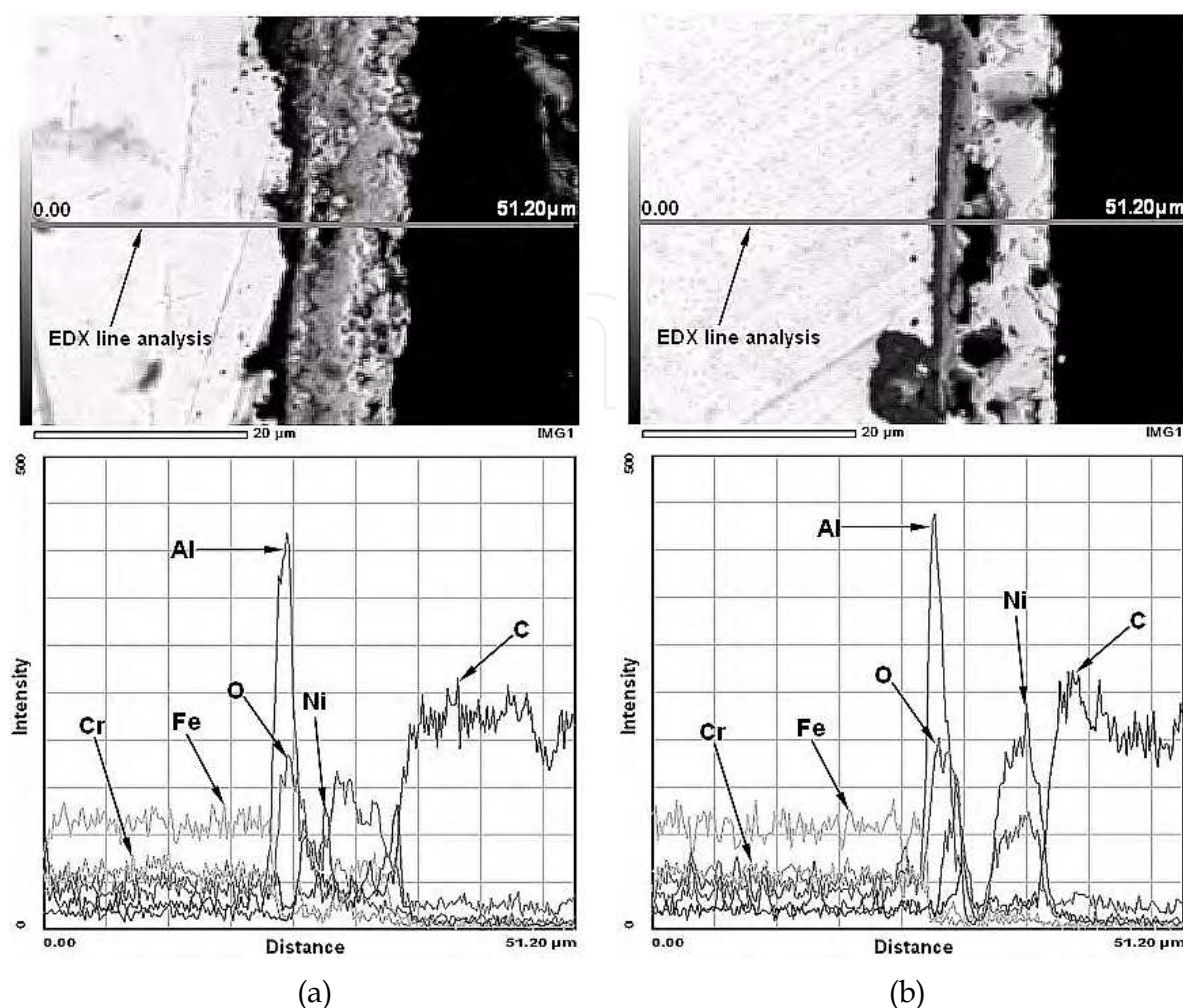 0.00 51.20µm
EDX line analysis
20 µm IMG1
500
Al
C
O
Ni
Cr
Fe
Intensity
0
0.00 Distance 51.20 µm
(a)
0.00 51.20µm
EDX line analysis
20 µm IMG1
500
Al
Ni
C
O
Cr
Fe
Intensity
0
0.00 Distance 51.20 µm
(b)